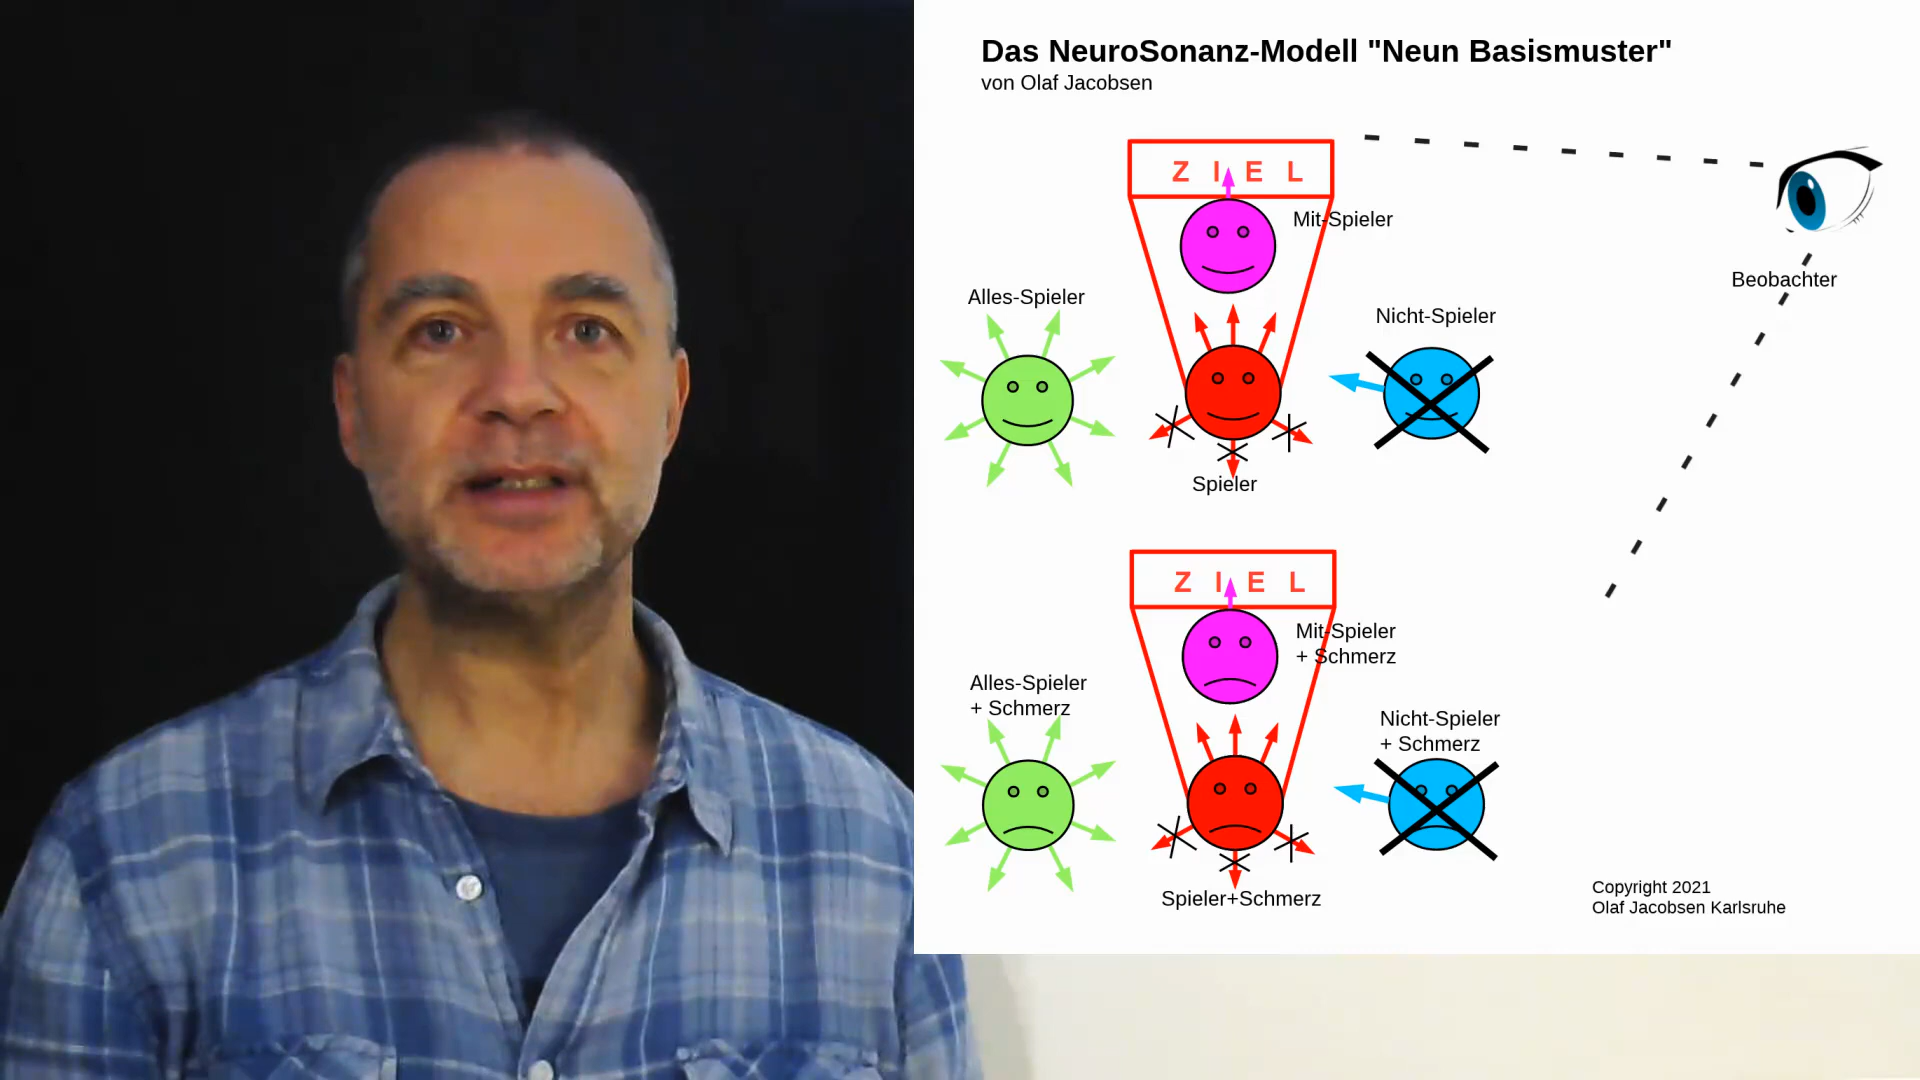 Das NeuroSonanz-Modell "Neun Basismuster"
von Olaf Jacobsen
Z I E L
Mit-Spieler
Alles-Spieler
Nicht-Spieler
Beobachter
Spieler
Z I E L
Mit-Spieler
+ Schmerz
Alles-Spieler
+ Schmerz
Nicht-Spieler
+ Schmerz
Spieler+Schmerz
Copyright 2021
Olaf Jacobsen Karlsruhe